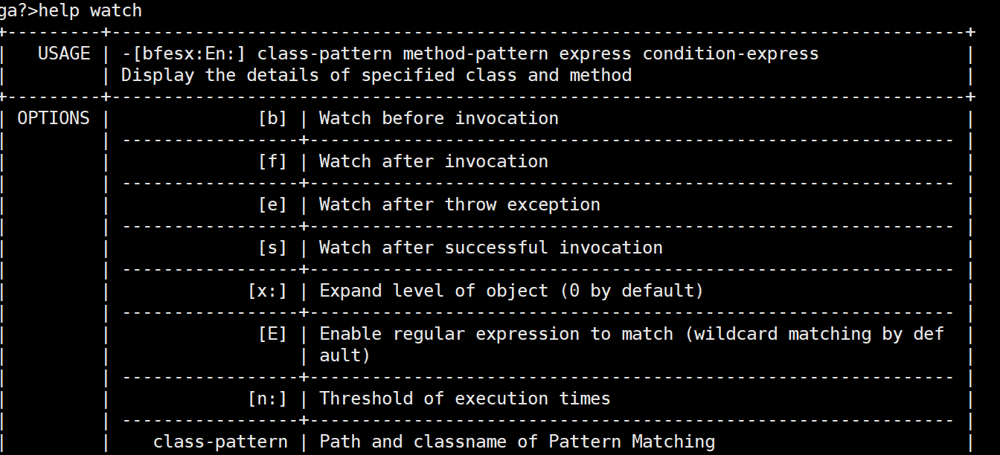 ga?>help watch
+---------+----------------------------------------------------------------------------------+
| USAGE | -[bfesx:En:] class-pattern method-pattern express condition-express |
| | Display the details of specified class and method |
+---------+----------------------------------------------------------------------------------+
| OPTIONS | [b] | Watch before invocation |
| | -----------------+-------------------------------------------------------------- |
| | [f] | Watch after invocation |
| | -----------------+-------------------------------------------------------------- |
| | [e] | Watch after throw exception |
| | -----------------+-------------------------------------------------------------- |
| | [s] | Watch after successful invocation |
| | -----------------+-------------------------------------------------------------- |
| | [x:] | Expand level of object (0 by default) |
| | -----------------+-------------------------------------------------------------- |
| | [E] | Enable regular expression to match (wildcard matching by def |
| | | ault) |
| | -----------------+-------------------------------------------------------------- |
| | [n:] | Threshold of execution times |
| | -----------------+-------------------------------------------------------------- |
| | class-pattern | Path and classname of Pattern Matching |